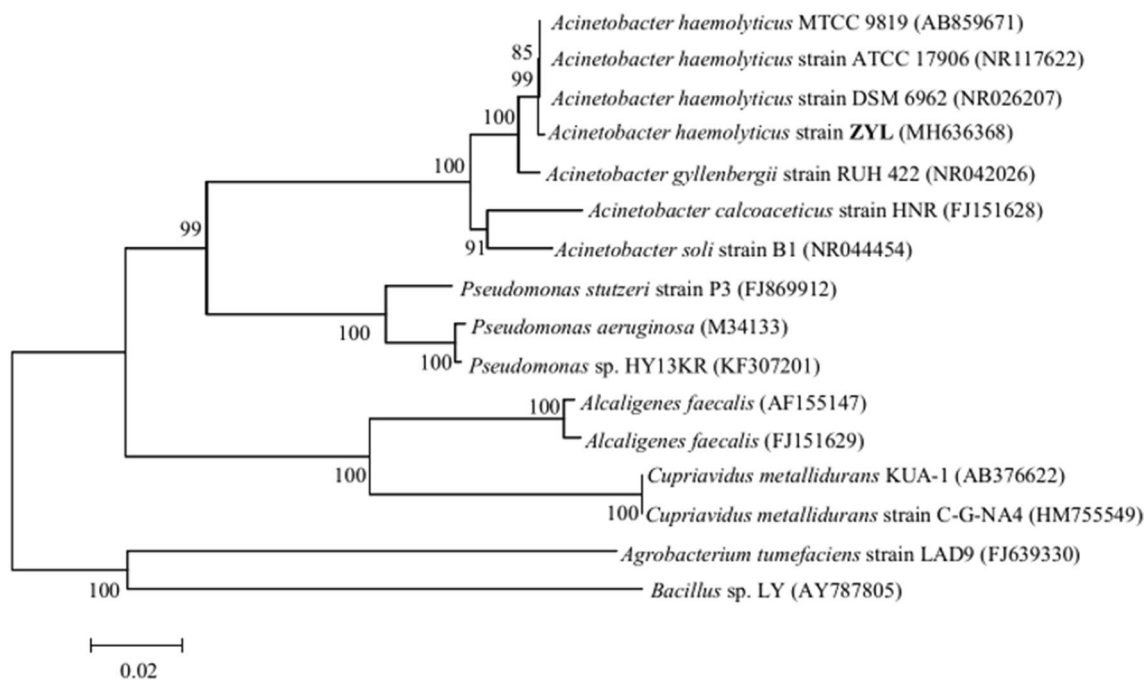 Acinetobacter haemolyticus MTCC 9819 (AB859671)
85
Acinetobacter haemolyticus strain ATCC 17906 (NR117622)
99
Acinetobacter haemolyticus strain DSM 6962 (NR026207)
100
Acinetobacter haemolyticus strain ZYL (MH636368)
100
Acinetobacter gyllenbergii strain RUH 422 (NR042026)
Acinetobacter calcoaceticus strain HNR (FJ151628)
99
91
Acinetobacter soli strain B1 (NR044454)
Pseudomonas stutzeri strain P3 (FJ869912)
Pseudomonas aeruginosa (M34133)
100
100
Pseudomonas sp. HY13KR (KF307201)
100
Alcaligenes faecalis (AF155147)
Alcaligenes faecalis (FJ151629)
100
Cupriavidus metallidurans KUA-1 (AB376622)
100
Cupriavidus metallidurans strain C-G-NA4 (HM755549)
Agrobacterium tumefaciens strain LAD9 (FJ639330)
100
Bacillus sp. LY (AY787805)
0.02